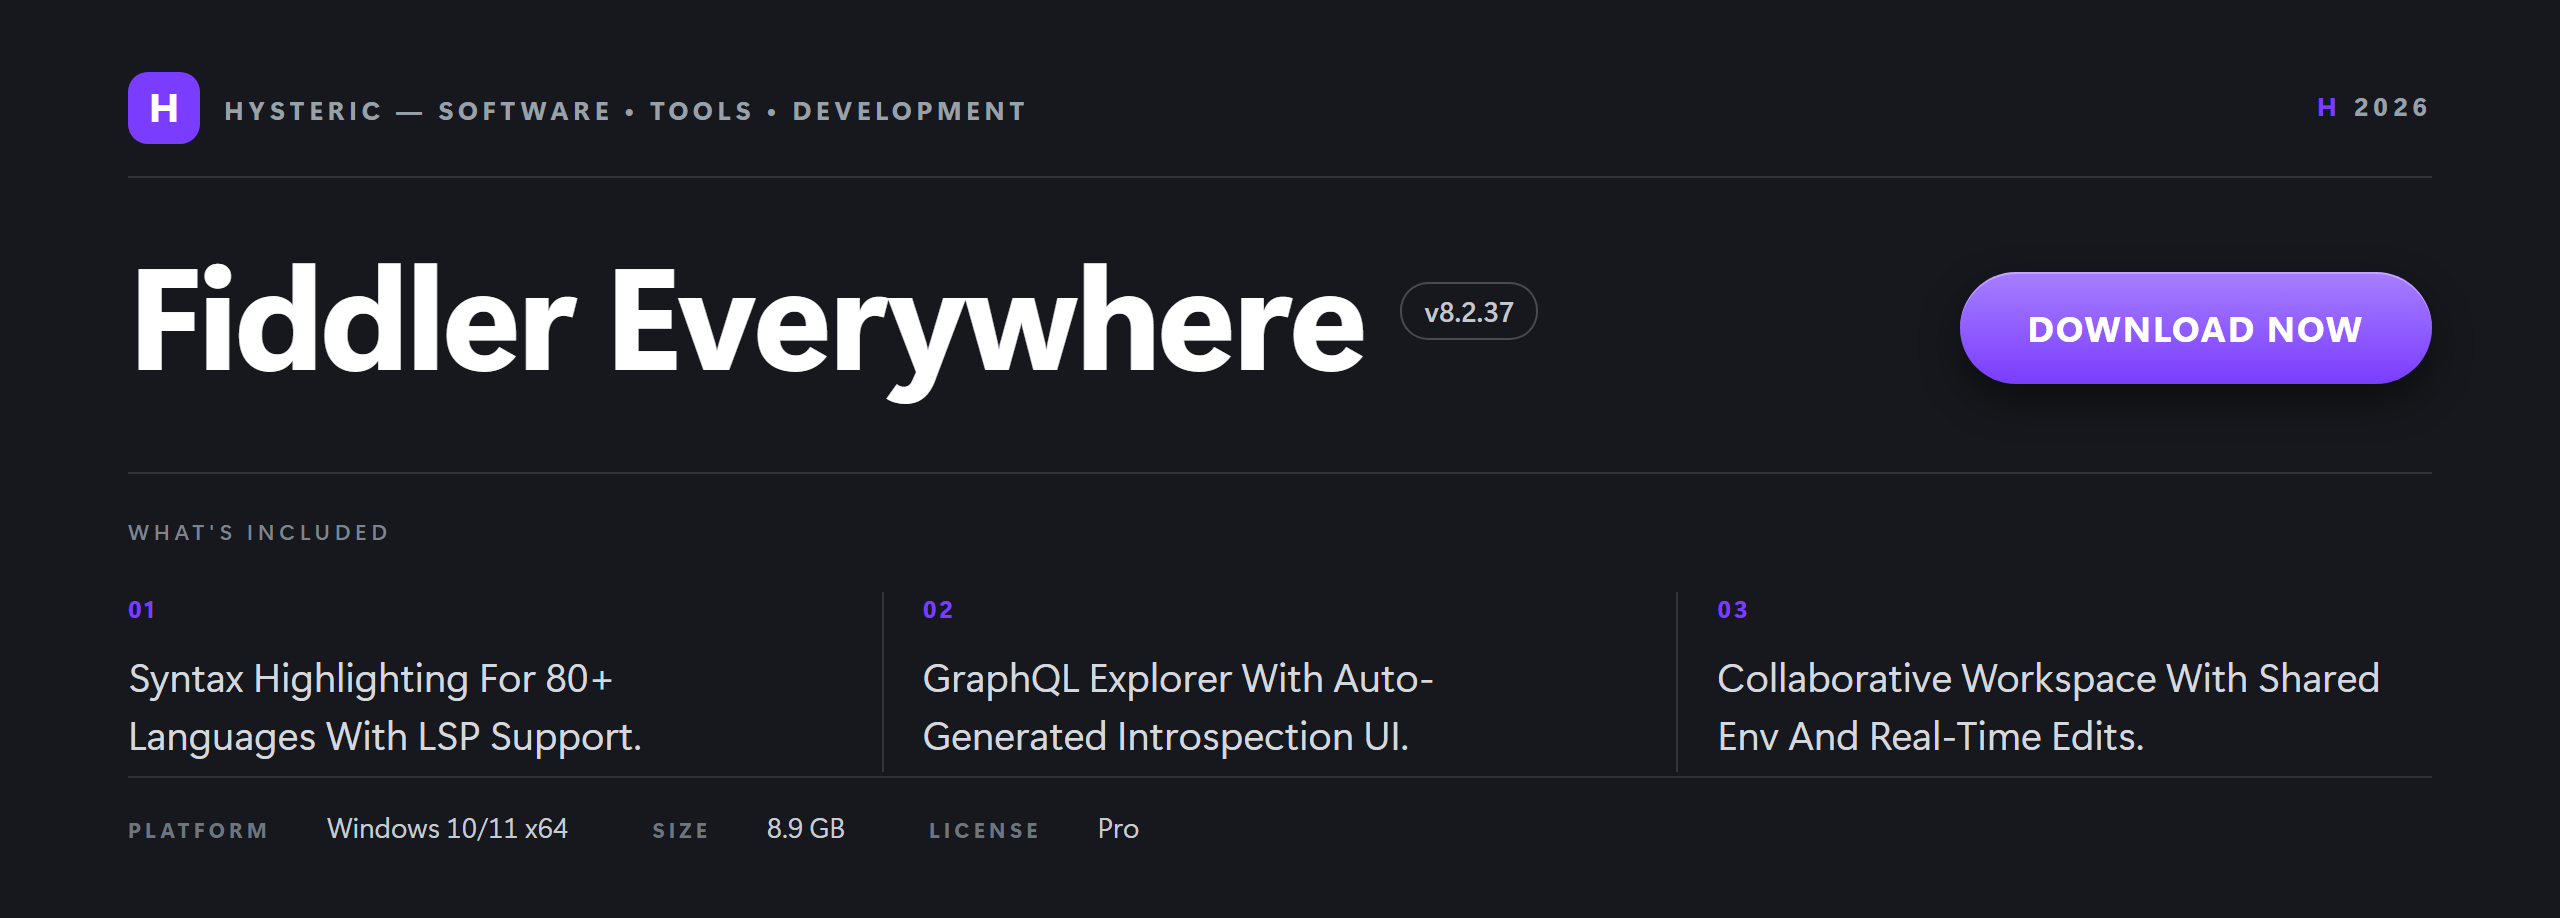 H HYSTERIC — SOFTWARE • TOOLS • DEVELOPMENT
H 2026
Fiddler Everywhere v8.2.37
DOWNLOAD NOW
WHAT'S INCLUDED
01
Syntax Highlighting For 80+
Languages With LSP Support.
02
GraphQL Explorer With Auto-
Generated Introspection UI.
03
Collaborative Workspace With Shared
Env And Real-Time Edits.
PLATFORM Windows 10/11 x64 SIZE 8.9 GB LICENSE Pro